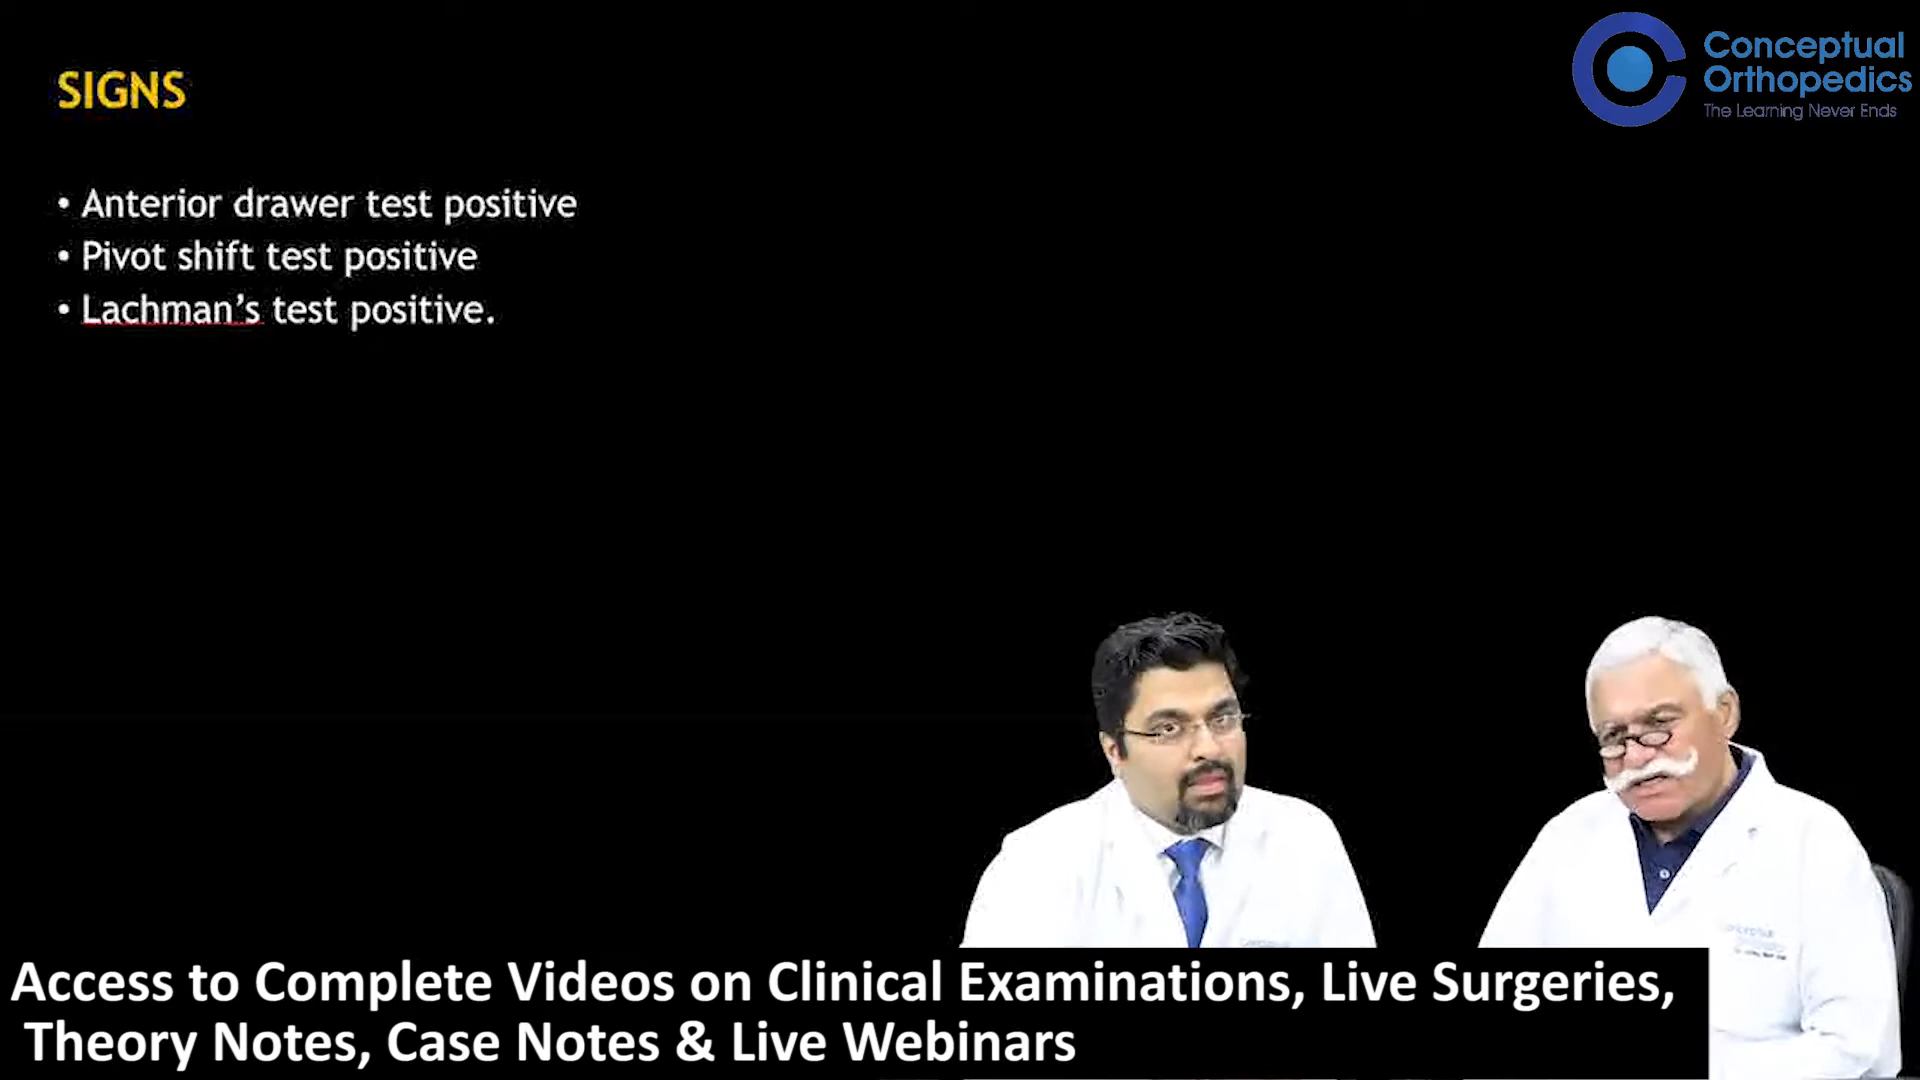 SIGNS
Conceptual
Orthopedics
The Learning Never Ends
• Anterior drawer test positive
• Pivot shift test positive
• Lachman’s test positive.
Access to Complete Videos on Clinical Examinations, Live Surgeries,
Theory Notes, Case Notes & Live Webinars